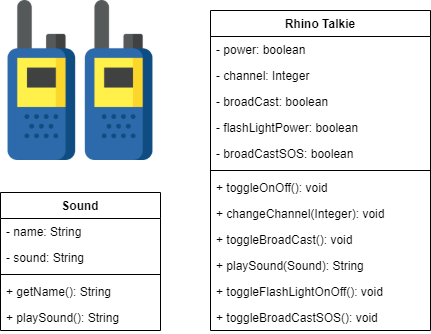 Rhino Talkie
- power: boolean
- channel: Integer
- broadCast: boolean
- flashLightPower: boolean
- broadCastSOS: boolean
+ toggleOnOff(): void
+ changeChannel(Integer): void
+ toggleBroadCast(): void
+ playSound(Sound): String
+ toggleFlashLightOnOff(): void
+ toggleBroadCastSOS(): void
Sound
- name: String
- sound: String
+ getName(): String
+ playSound(): String